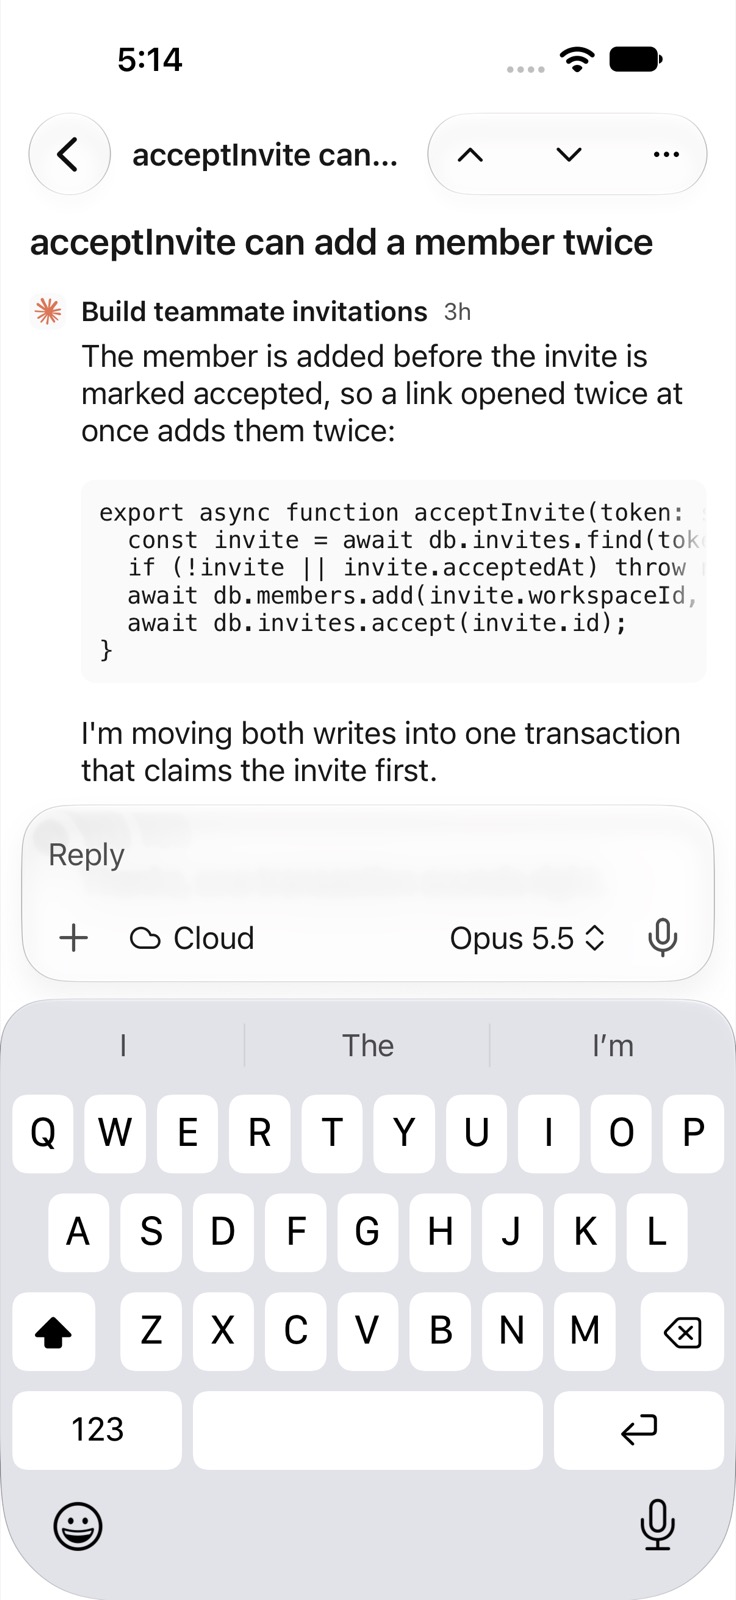 5:14
acceptInvite can...
acceptInvite can add a member twice
Build teammate invitations 3h
The member is added before the invite is
marked accepted, so a link opened twice at
once adds them twice:
export async function acceptInvite(token:
const invite = await db.invites.find(tok
if (!invite || invite.acceptedAt) throw
await db.members.add(invite.workspaceId,
await db.invites.accept(invite.id);
}
I'm moving both writes into one transaction
that claims the invite first.
Reply
Cloud
Opus 5.5
I The I'm
Q W E R T Y U I O P
A S D F G H J K L
Z X C V B N M
123